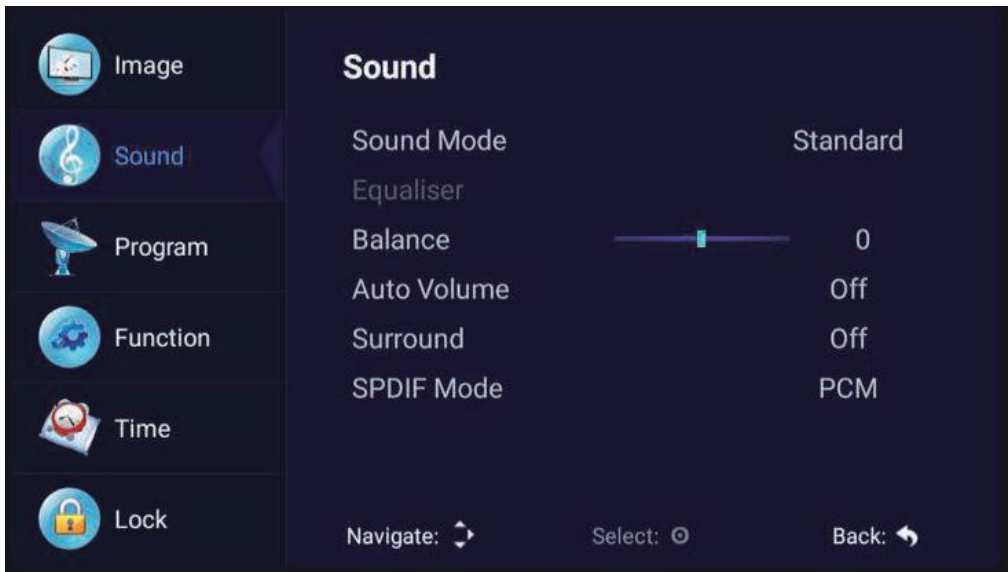 Image
Sound
Program
Function
Time
Lock
Sound
Sound Mode Standard
Equaliser
Balance 0
Auto Volume Off
Surround Off
SPDIF Mode PCM
Navigate: Select: Back: